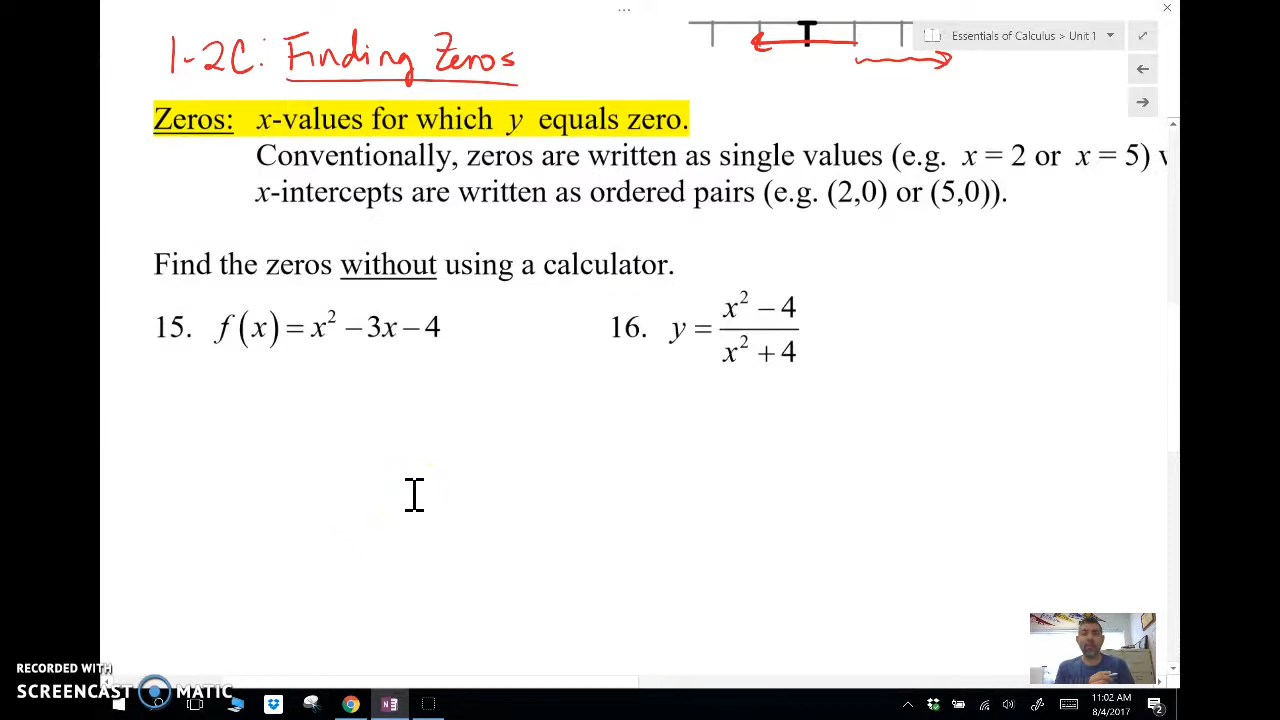 1-2C: Finding Zeros
Essentials of Calculus > Unit 1
Zeros: x-values for which y equals zero.
Conventionally, zeros are written as single values (e.g. x = 2 or x = 5)
x-intercepts are written as ordered pairs (e.g. (2,0) or (5,0)).
Find the zeros without using a calculator.
15. f(x) = x² − 3x − 4
16. y = (x² − 4)/(x² + 4)
RECORDED WITH
SCREENCAST MATIC
11:02 AM
8/4/2017
2